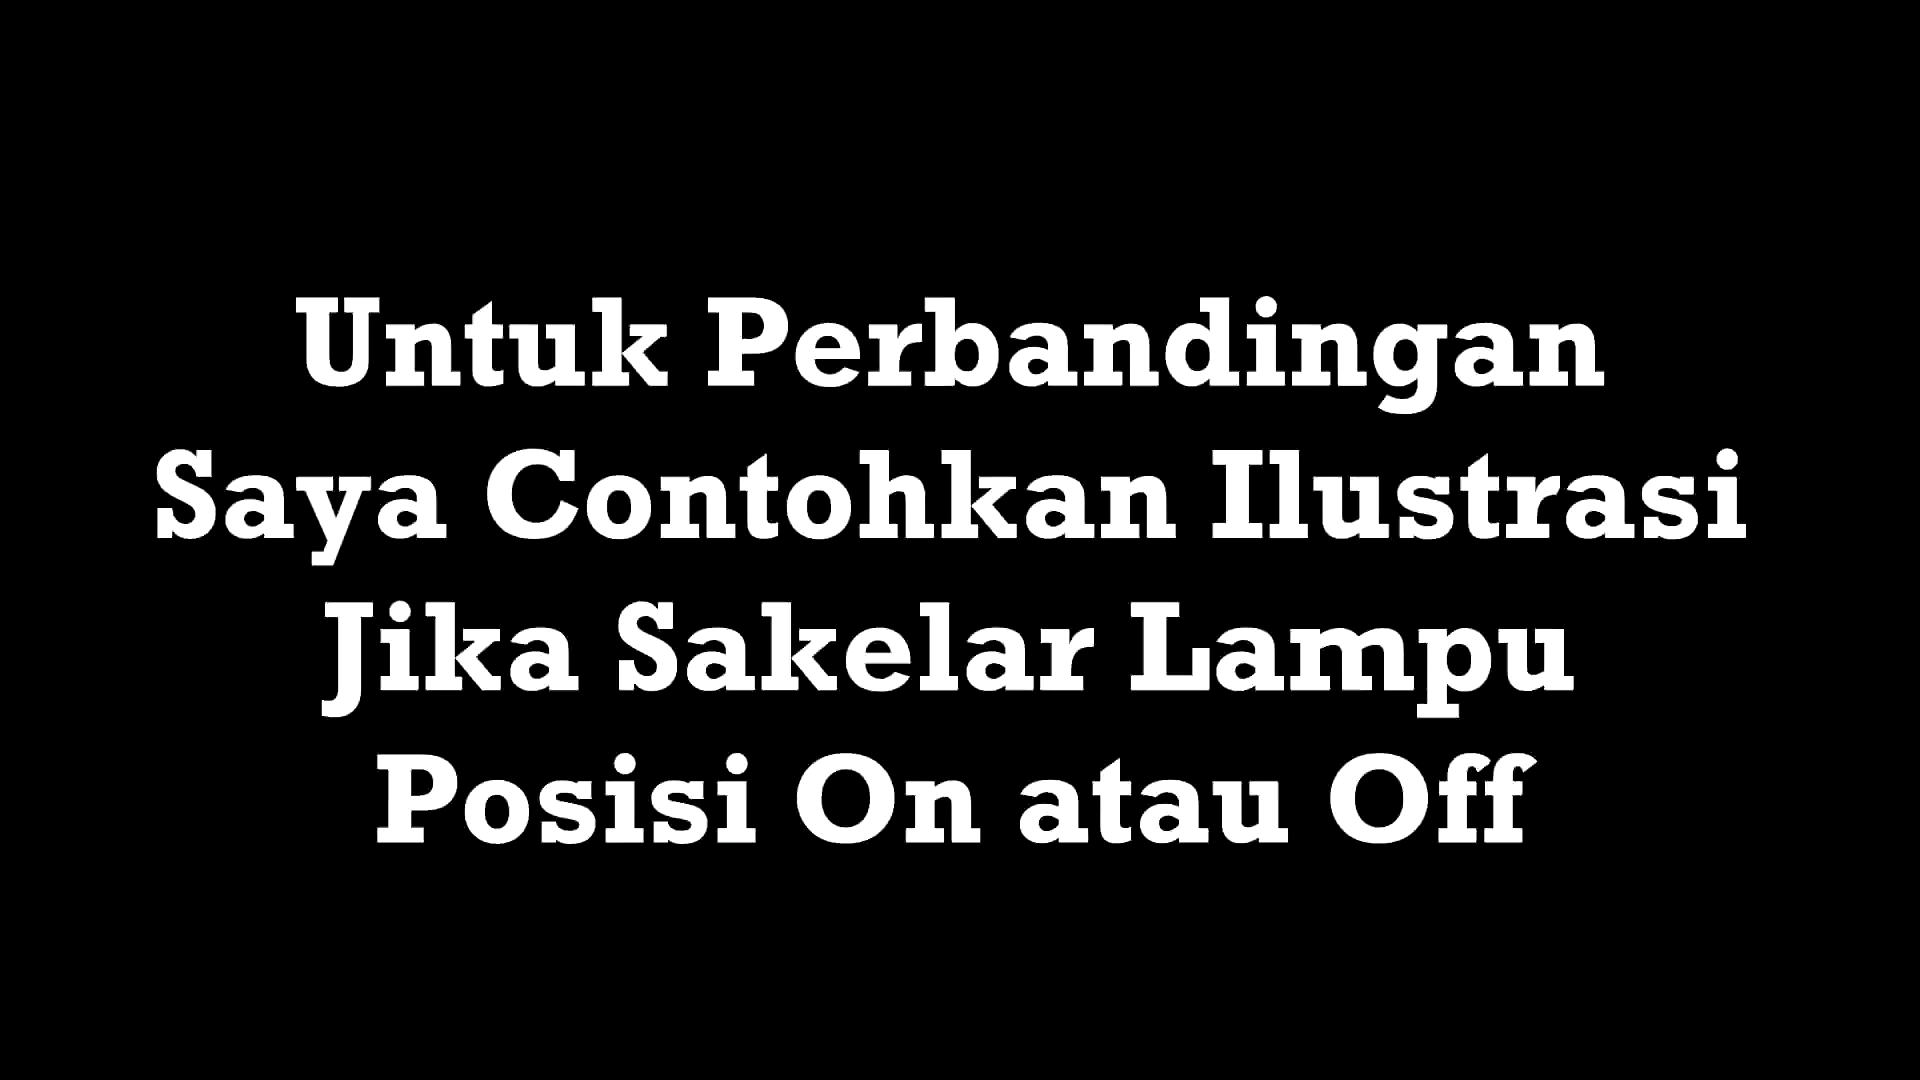 Untuk Perbandingan
Saya Contohkan Ilustrasi
Jika Sakelar Lampu
Posisi On atau Off